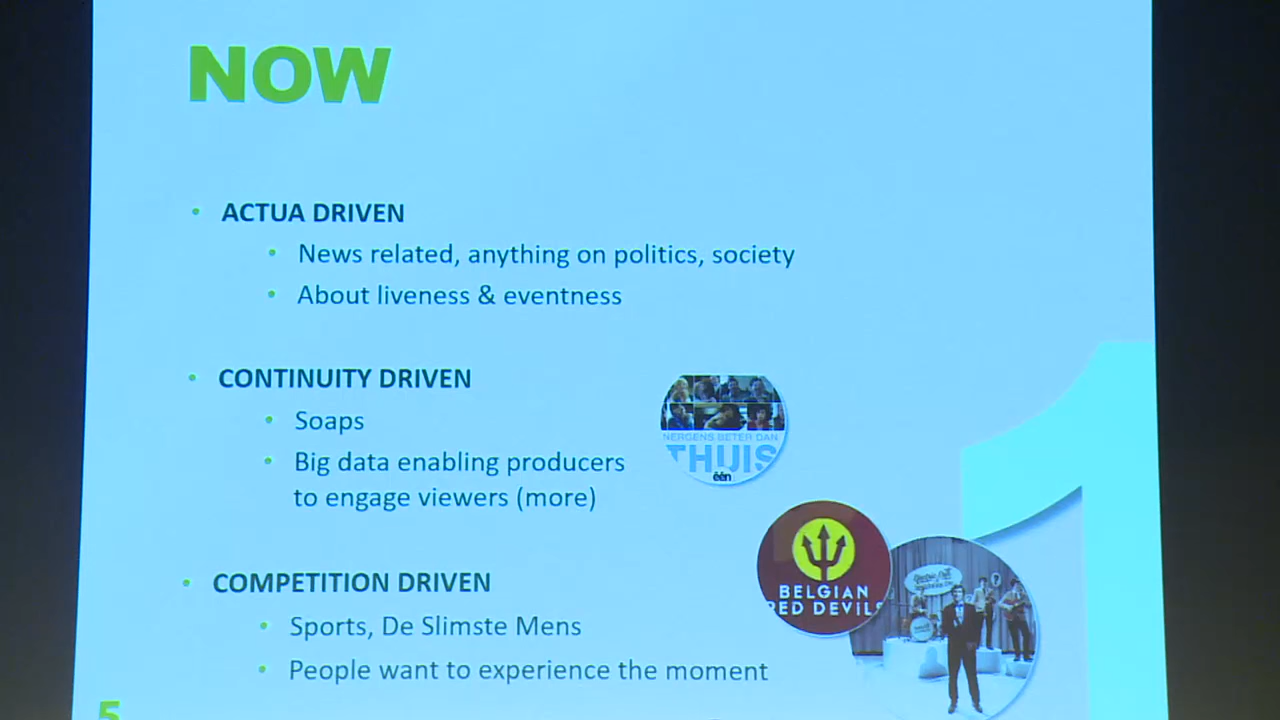 NOW
• ACTUA DRIVEN
• News related, anything on politics, society
• About liveness & eventness
• CONTINUITY DRIVEN
• Soaps
• Big data enabling producers
to engage viewers (more)
NERGENS BETER DAN
THUIS
één
• COMPETITION DRIVEN
• Sports, De Slimste Mens
• People want to experience the moment
BELGIAN
RED DEVILS
1
5